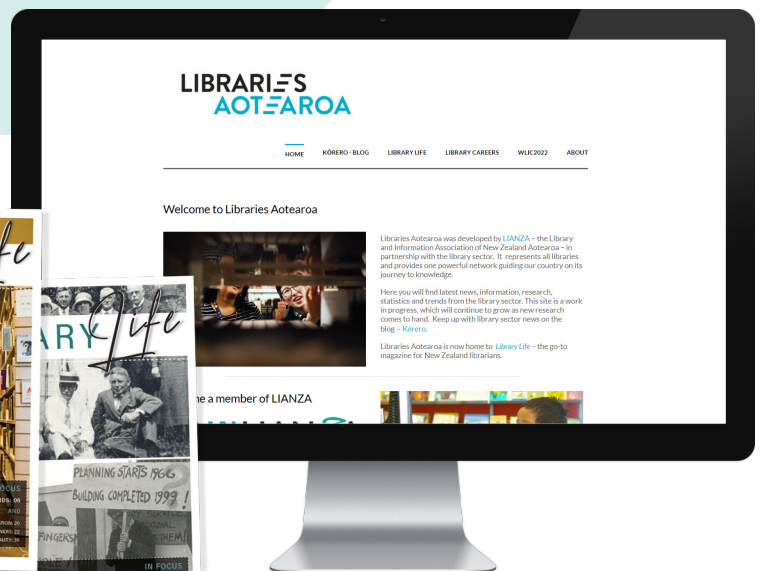 LIBRARIES
AOTEAROA
HOME KŌRERO - BLOG LIBRARY LIFE LIBRARY CAREERS WLIC2022 ABOUT
Welcome to Libraries Aotearoa
Libraries Aotearoa was developed by LIANZA – the Library
and Information Association of New Zealand Aotearoa – in
partnership with the library sector. It represents all libraries
and provides one powerful network guiding our country on its
journey to knowledge.
Here you will find latest news, information, research,
statistics and trends from the library sector. This site is a work
in progress, which will continue to grow as new research
comes to hand. Keep up with library sector news on the
blog – Kōrero.
Libraries Aotearoa is now home to Library Life – the go-to
magazine for New Zealand librarians.
a member of LIANZA
Life
PLANNING STARTS 1966
BUILDING COMPLETED 1999!
FINGERS
THEM!
IN FOCUS